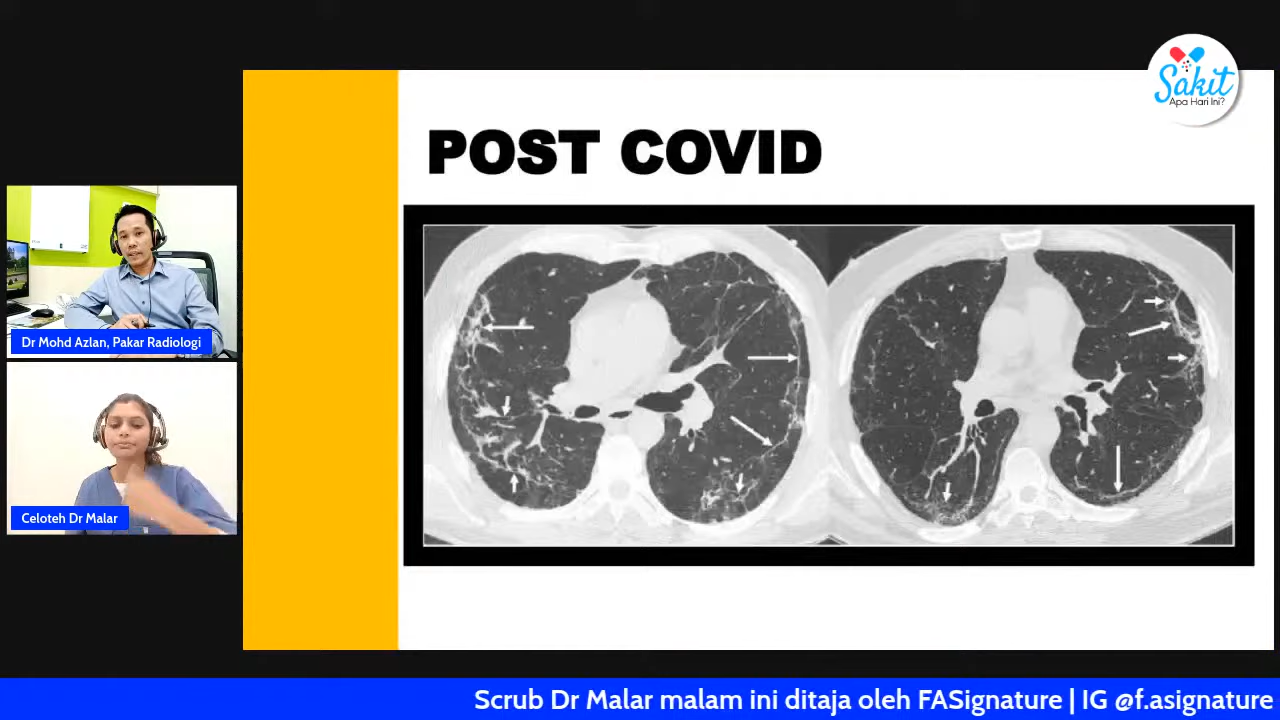 Sakit
Apa Hari Ini?
POST COVID
Dr Mohd Azlan, Pakar Radiologi
Celoteh Dr Malar
Scrub Dr Malar malam ini ditaja oleh FASignature | IG @f.asignature